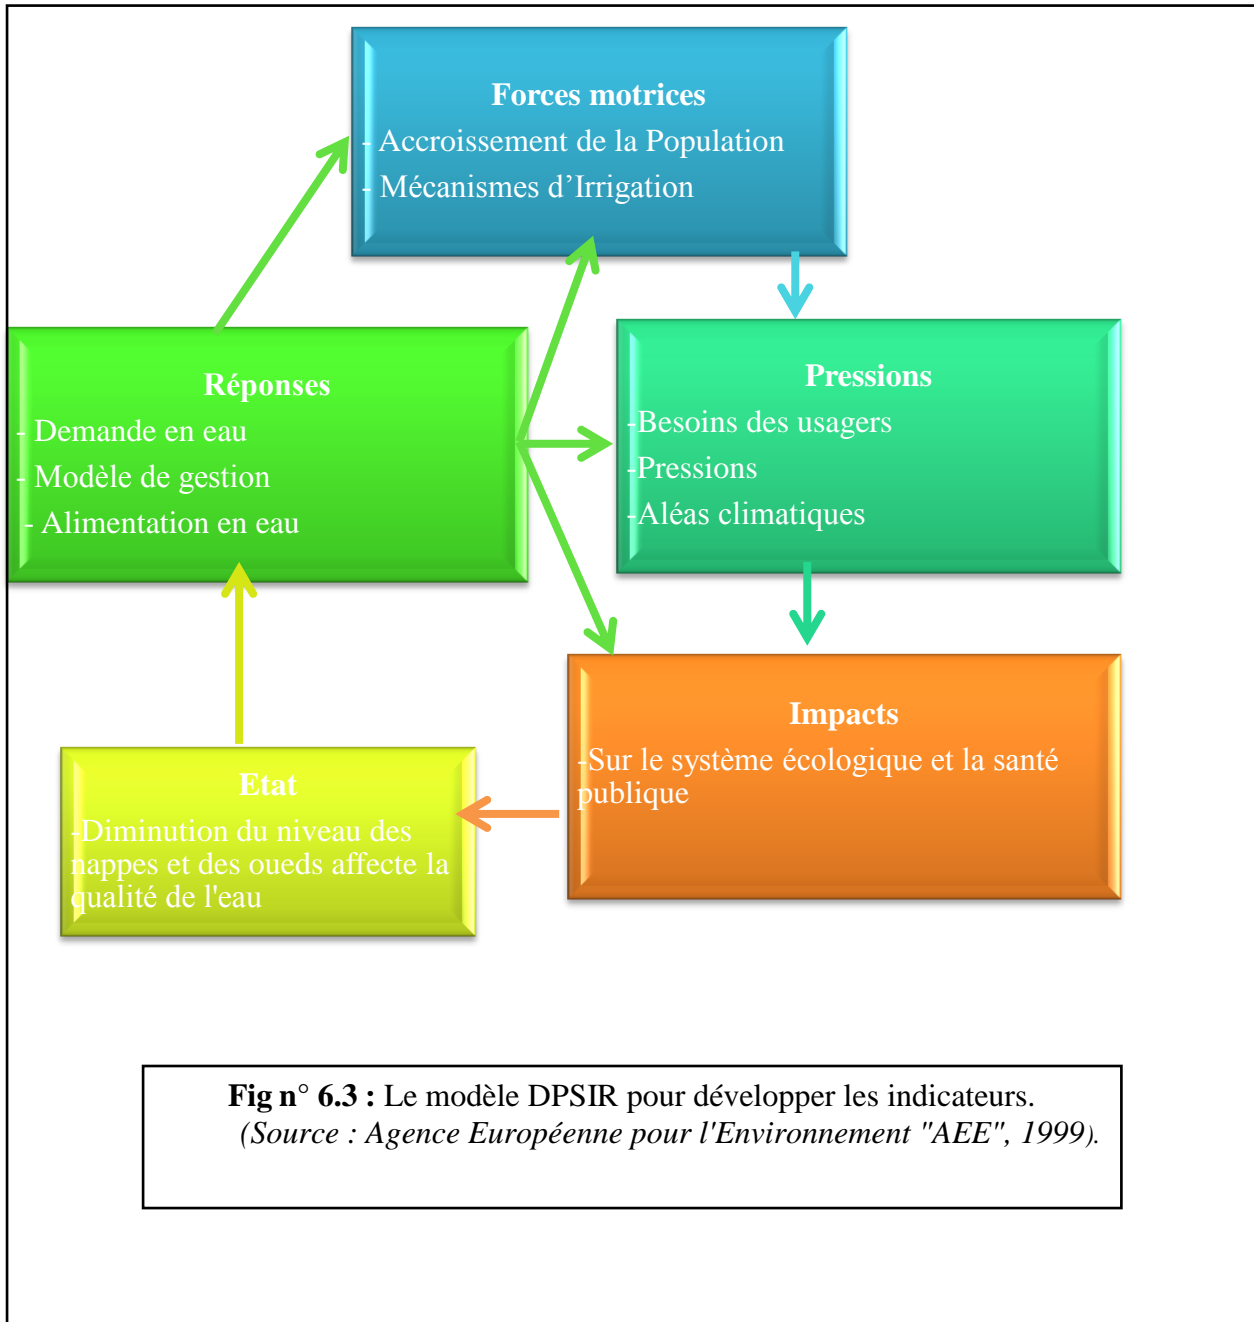 Forces motrices
- Accroissement de la Population
- Mécanismes d’Irrigation
Réponses
- Demande en eau
- Modèle de gestion
- Alimentation en eau
Pressions
-Besoins des usagers
-Pressions
-Aléas climatiques
Impacts
-Sur le système écologique et la santé
publique
Etat
-Diminution du niveau des
nappes et des oueds affecte la
qualité de l'eau
Fig n° 6.3 : Le modèle DPSIR pour développer les indicateurs.
(Source : Agence Européenne pour l'Environnement "AEE", 1999).